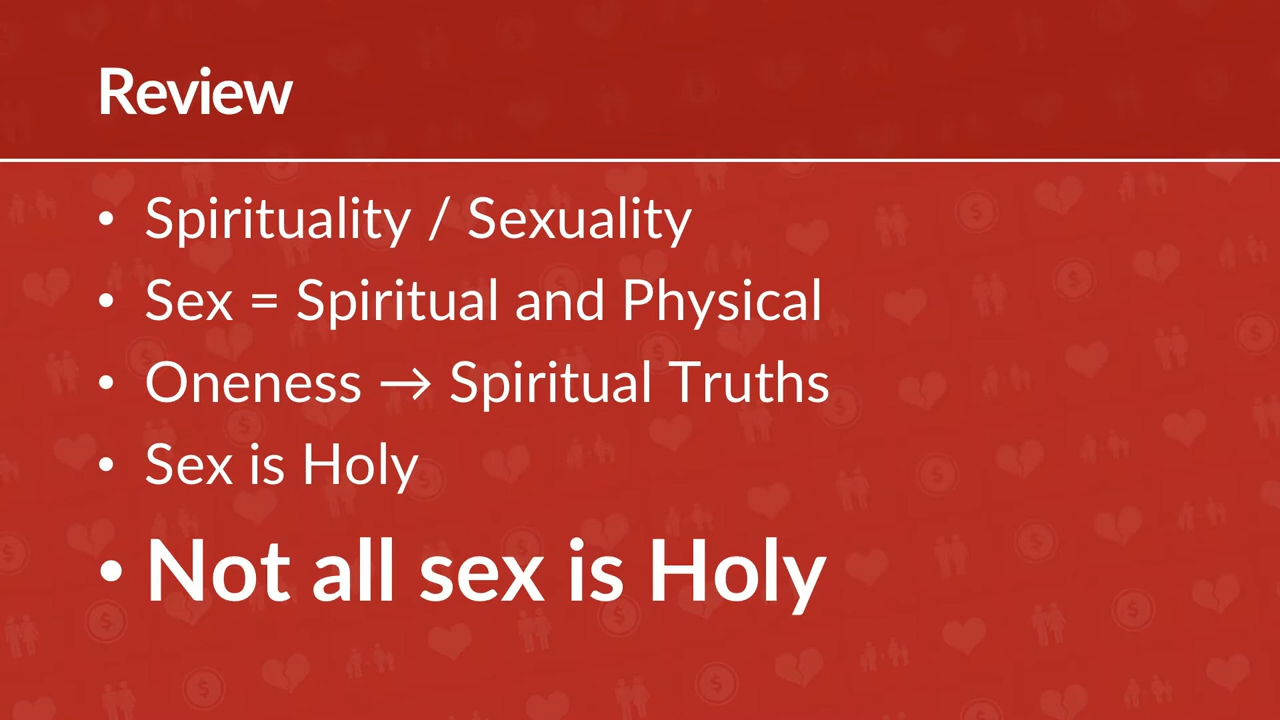 Review
• Spirituality / Sexuality
• Sex = Spiritual and Physical
• Oneness → Spiritual Truths
• Sex is Holy
• Not all sex is Holy